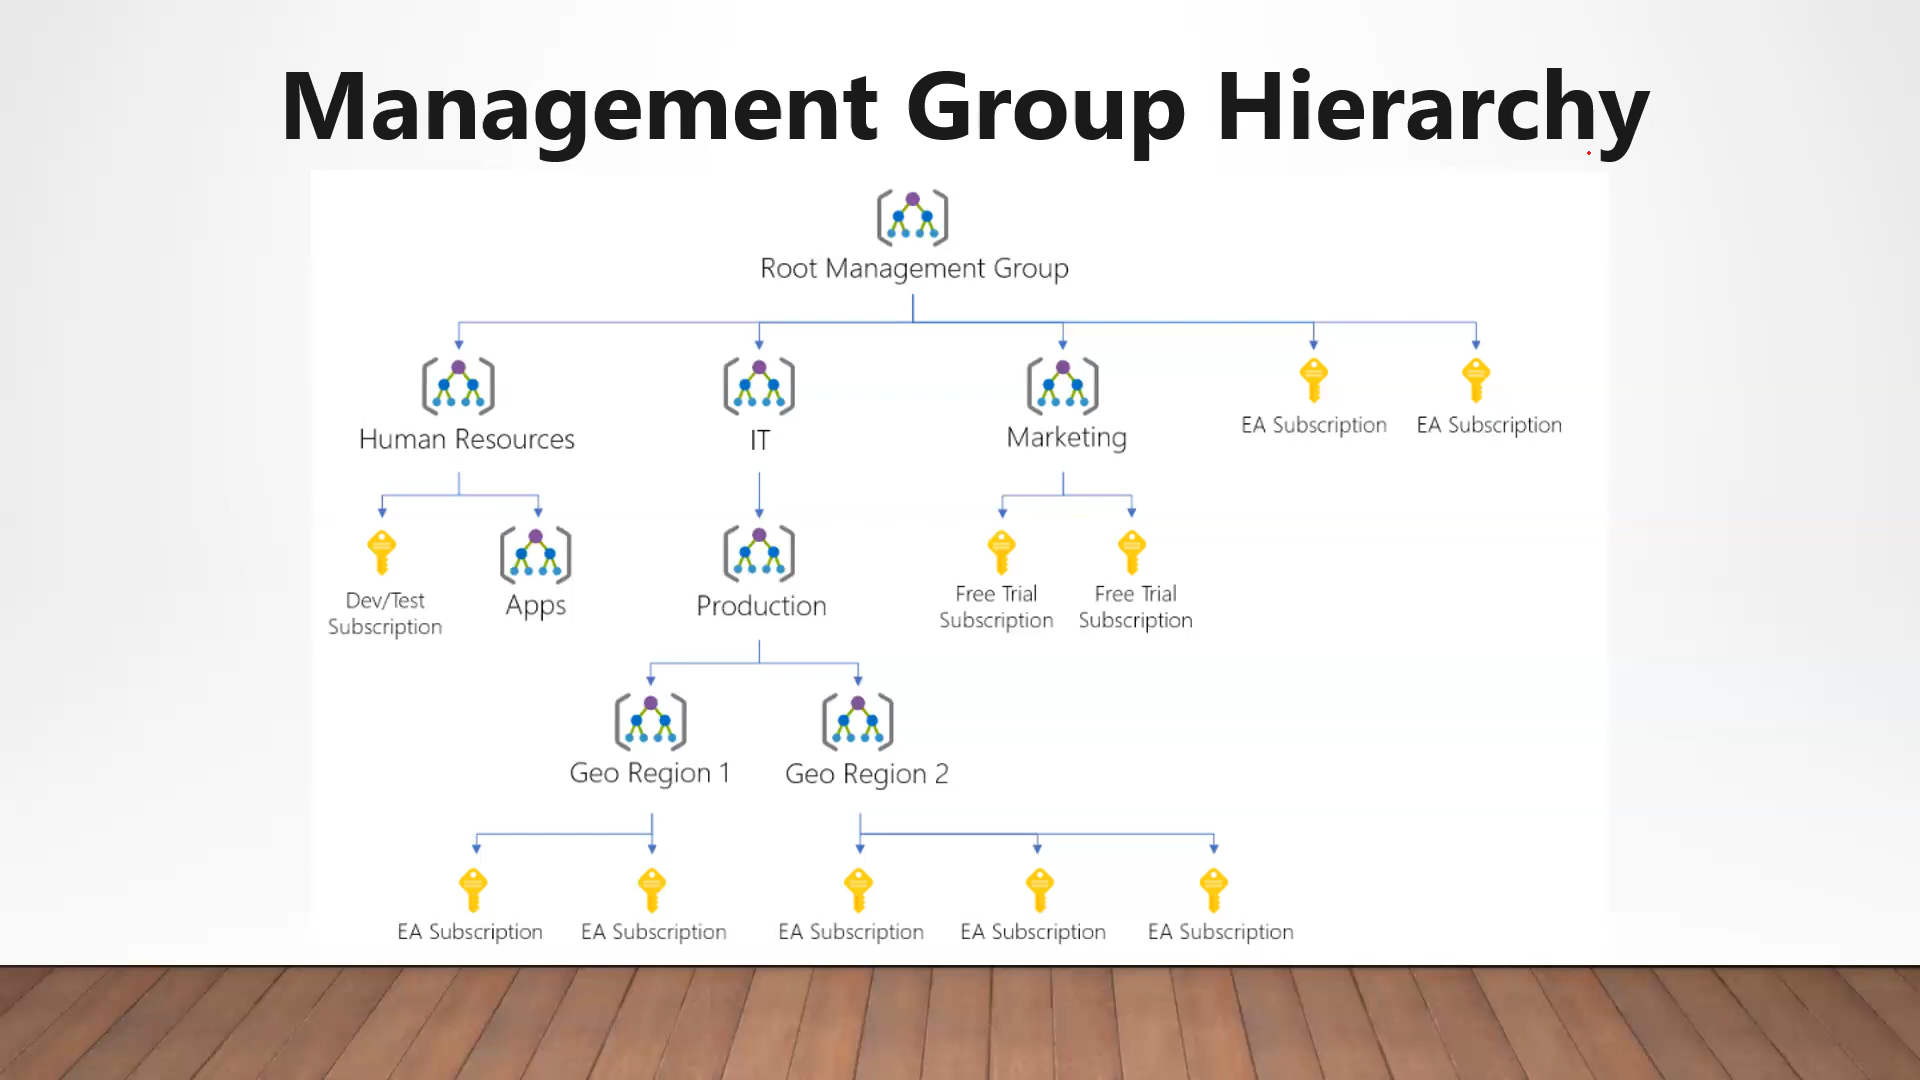 Management Group Hierarchy
Root Management Group
Human Resources
IT
Marketing
EA Subscription
EA Subscription
Dev/Test
Subscription
Apps
Production
Free Trial
Subscription
Free Trial
Subscription
Geo Region 1
Geo Region 2
EA Subscription
EA Subscription
EA Subscription
EA Subscription
EA Subscription